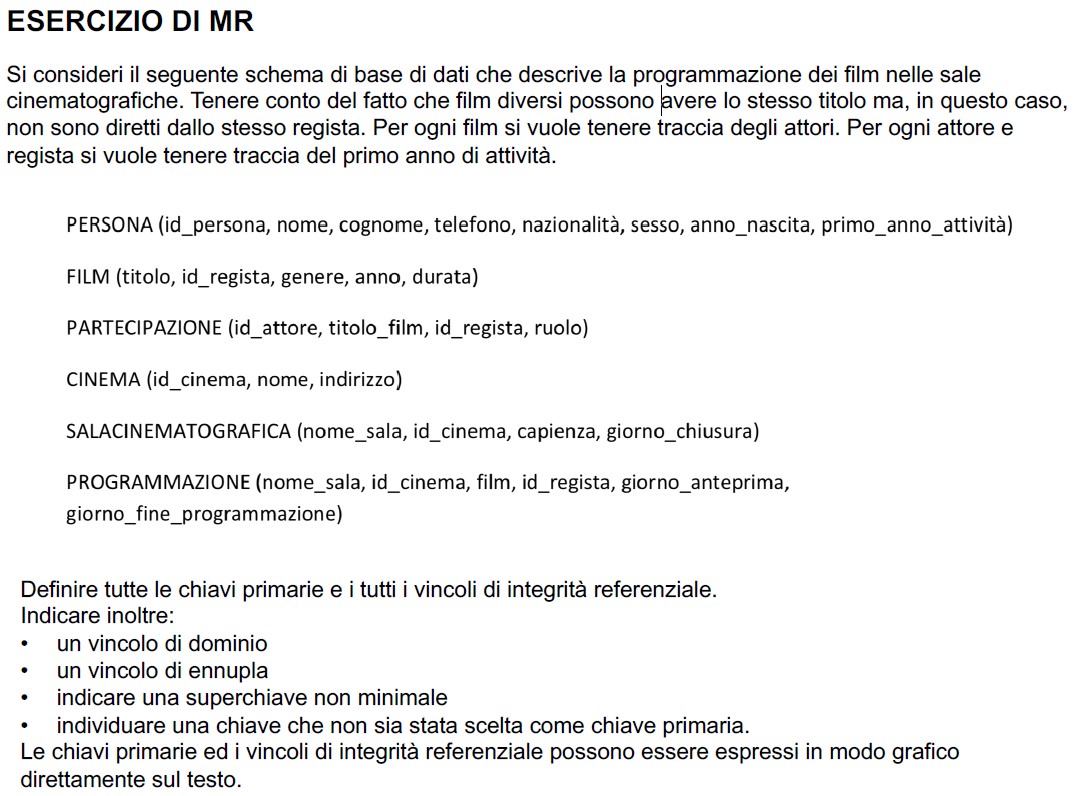 ESERCIZIO DI MR
Si consideri il seguente schema di base di dati che descrive la programmazione dei film nelle sale
cinematografiche. Tenere conto del fatto che film diversi possono avere lo stesso titolo ma, in questo caso,
non sono diretti dallo stesso regista. Per ogni film si vuole tenere traccia degli attori. Per ogni attore e
regista si vuole tenere traccia del primo anno di attività.
PERSONA (id_persona, nome, cognome, telefono, nazionalità, sesso, anno_nascita, primo_anno_attività)
FILM (titolo, id_regista, genere, anno, durata)
PARTECIPAZIONE (id_attore, titolo_film, id_regista, ruolo)
CINEMA (id_cinema, nome, indirizzo)
SALACINEMATOGRAFICA (nome_sala, id_cinema, capienza, giorno_chiusura)
PROGRAMMAZIONE (nome_sala, id_cinema, film, id_regista, giorno_anteprima,
giorno_fine_programmazione)
Definire tutte le chiavi primarie e i tutti i vincoli di integrità referenziale.
Indicare inoltre:
• un vincolo di dominio
• un vincolo di ennupla
• indicare una superchiave non minimale
• individuare una chiave che non sia stata scelta come chiave primaria.
Le chiavi primarie ed i vincoli di integrità referenziale possono essere espressi in modo grafico
direttamente sul testo.